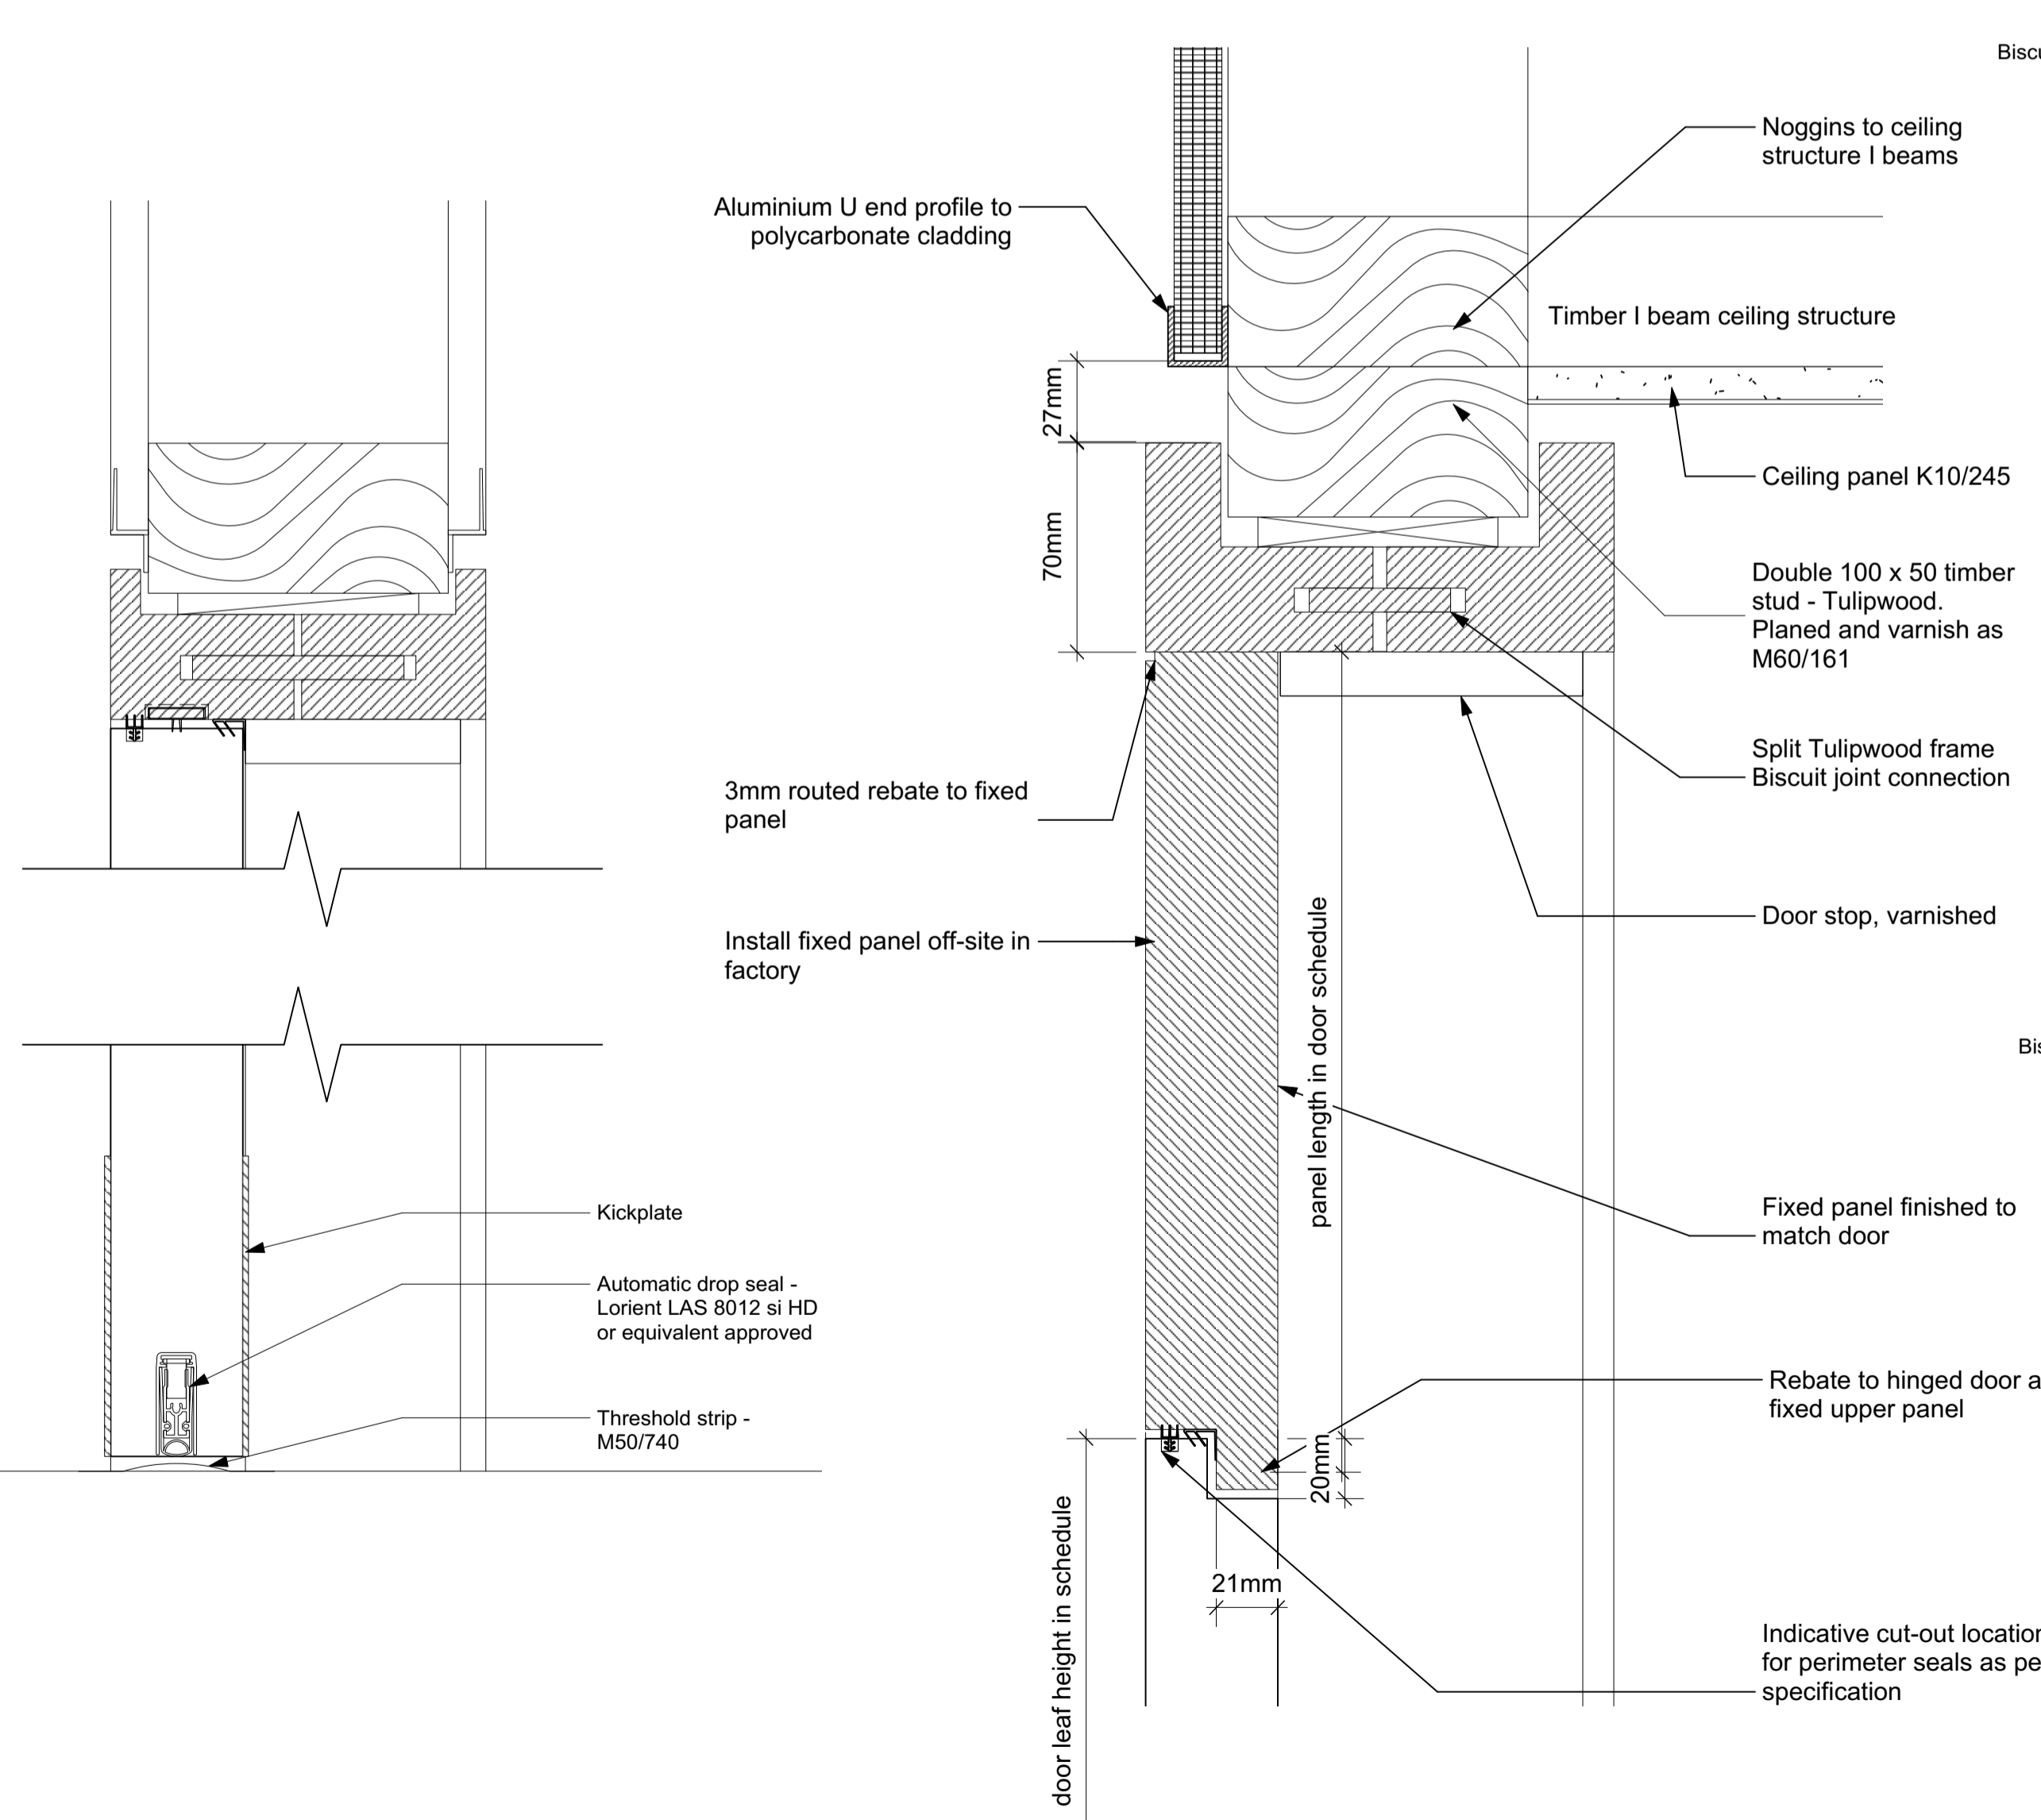 Biscu
Noggins to ceiling
structure I beams
Aluminium U end profile to
polycarbonate cladding
Timber I beam ceiling structure
27mm
Ceiling panel K10/245
70mm
Double 100 x 50 timber
stud - Tulipwood.
Planed and varnish as
M60/161
Split Tulipwood frame
Biscuit joint connection
3mm routed rebate to fixed
panel
Door stop, varnished
Install fixed panel off-site in
factory
panel length in door schedule
Bis
Fixed panel finished to
match door
Kickplate
Automatic drop seal -
Lorient LAS 8012 si HD
or equivalent approved
Threshold strip -
M50/740
Rebate to hinged door a
fixed upper panel
20mm
21mm
door leaf height in schedule
Indicative cut-out location
for perimeter seals as pe
specification